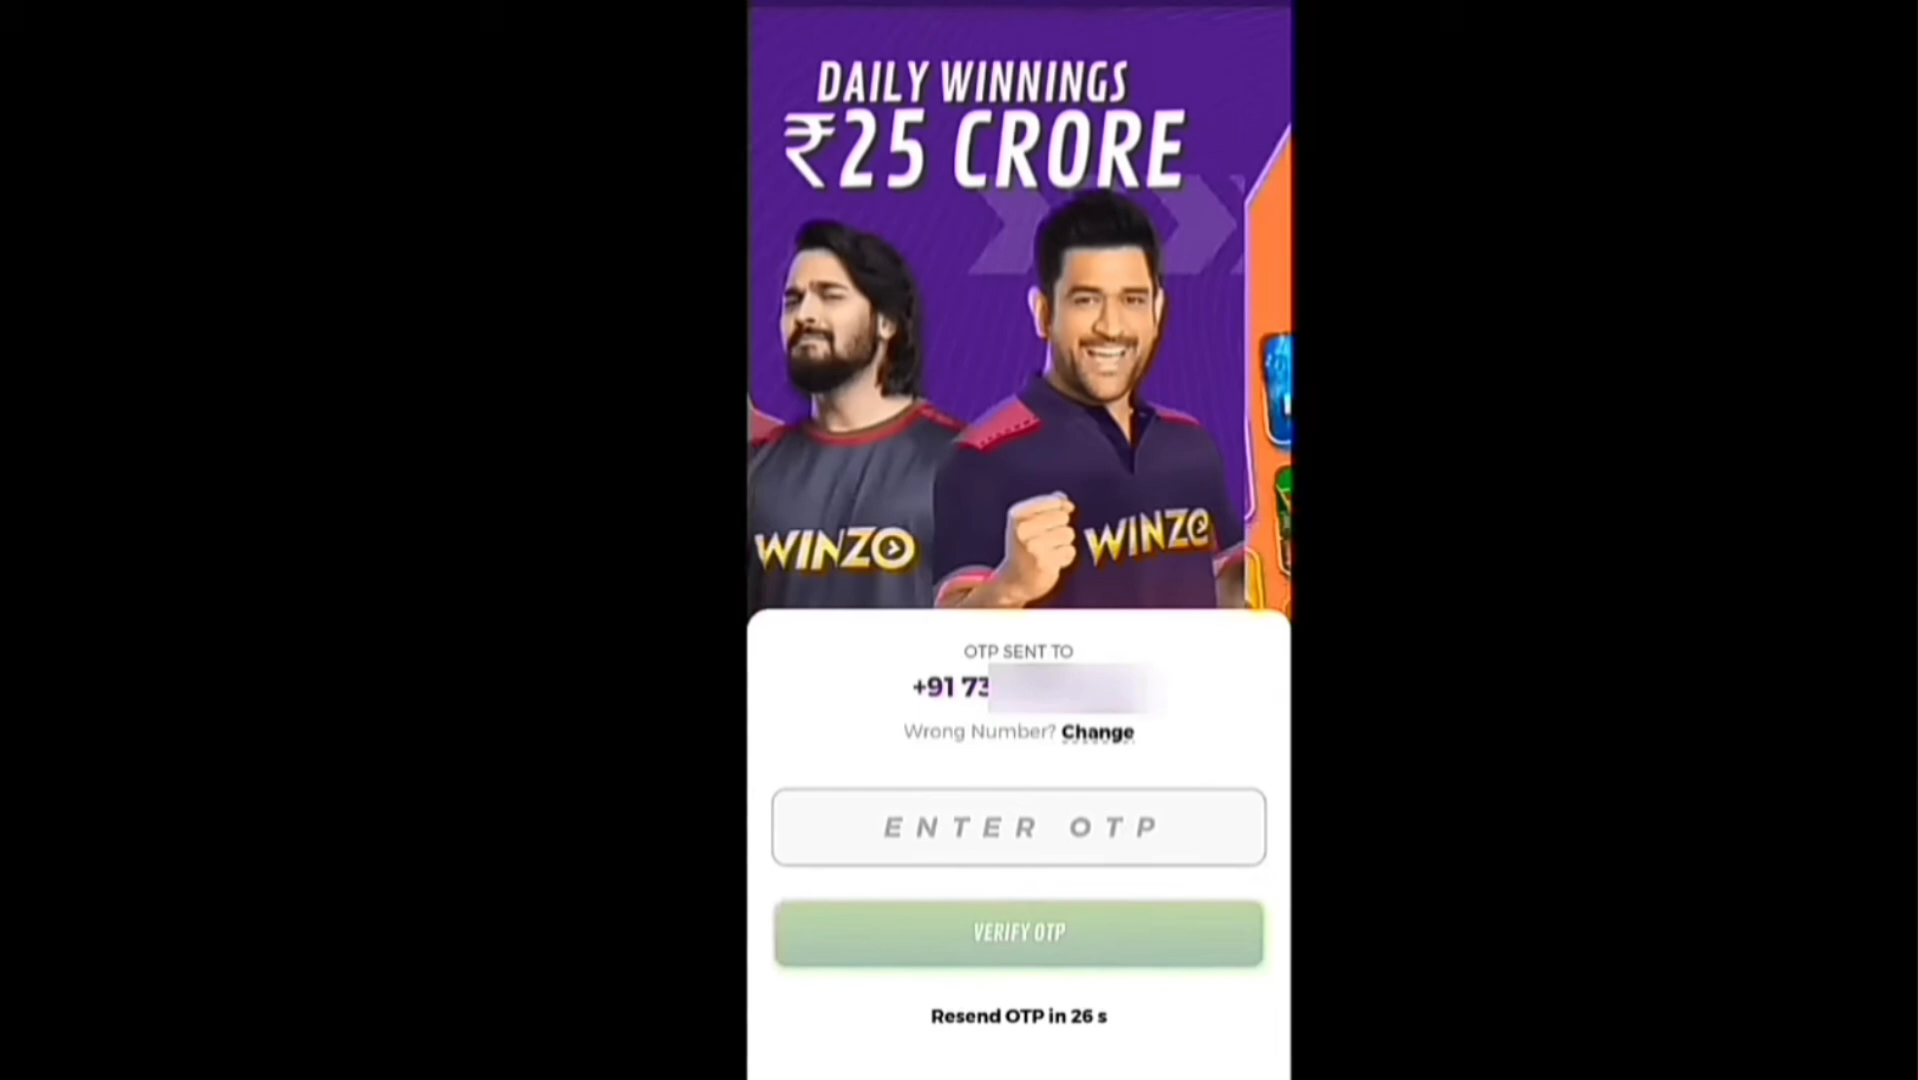 DAILY WINNINGS
₹25 CRORE
WINZO
WINZO
OTP SENT TO
+91 73
Wrong Number? Change
ENTER OTP
VERIFY OTP
Resend OTP in 26 s